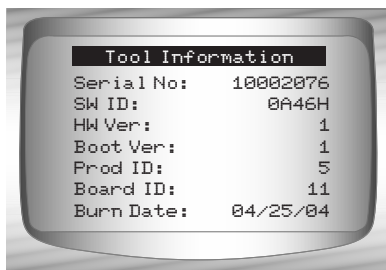 Tool Information
Serial No: 10002076
SW ID: 0A46H
HW Ver: 1
Boot Ver: 1
Prod ID: 5
Board ID: 11
Burn Date: 04/25/04